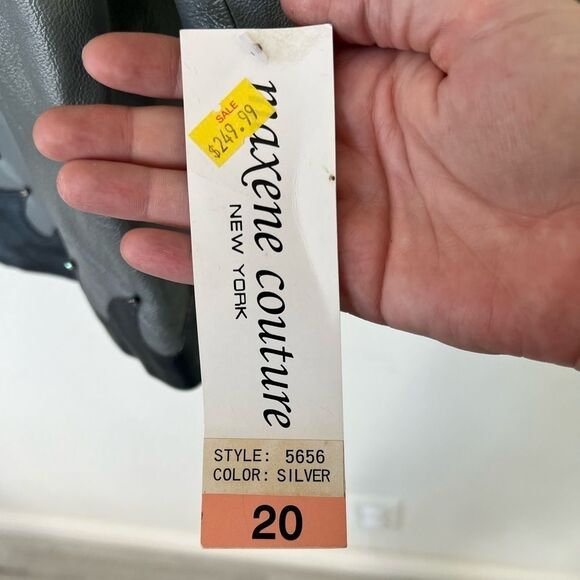 SALE
$249.99
maxene couture
NEW YORK
STYLE: 5656
COLOR: SILVER
20